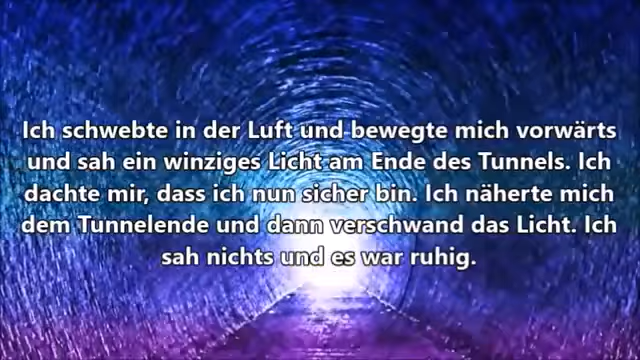 Ich schwebte in der Luft und bewegte mich vorwärts
und sah ein winziges Licht am Ende des Tunnels. Ich
dachte mir, dass ich nun sicher bin. Ich näherte mich
dem Tunnelende und dann verschwand das Licht. Ich
sah nichts und es war ruhig.